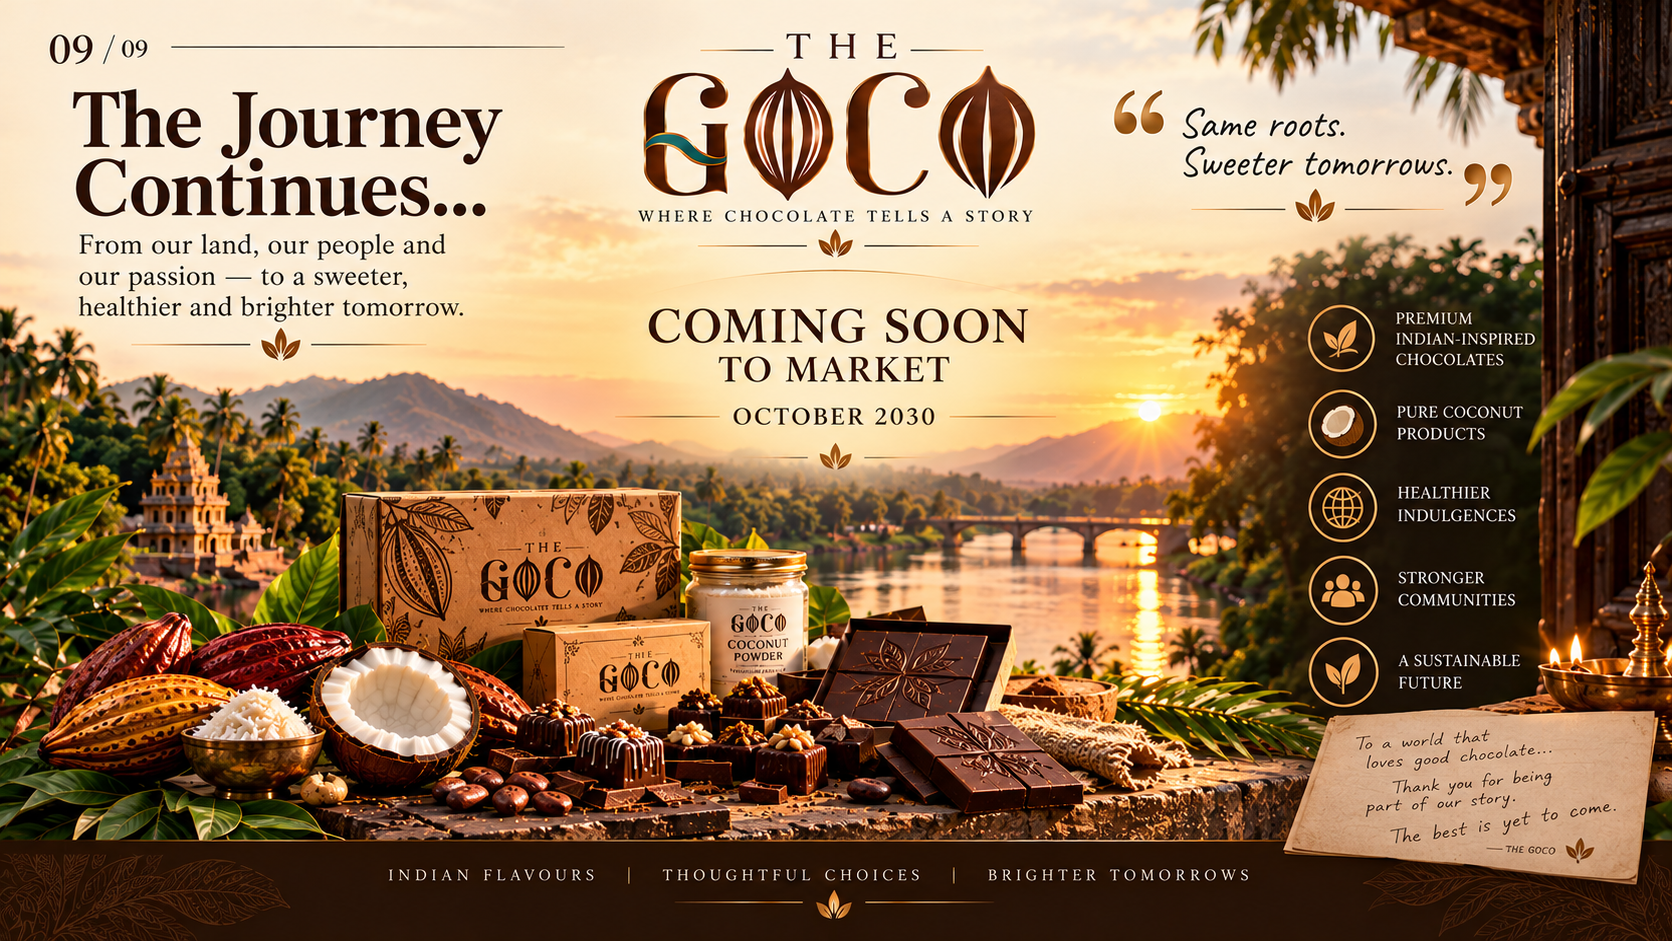 09 / 09
The Journey
Continues...
From our land, our people and
our passion — to a sweeter,
healthier and brighter tomorrow.
THE
GOCO
WHERE CHOCOLATE TELLS A STORY
COMING SOON
TO MARKET
OCTOBER 2030
“ Same roots.
Sweeter tomorrows. ”
PREMIUM
INDIAN-INSPIRED
CHOCOLATES
PURE COCONUT
PRODUCTS
HEALTHIER
INDULGENCES
STRONGER
COMMUNITIES
A SUSTAINABLE
FUTURE
THE
GOCO
WHERE CHOCOLATEE TELLS A STORY
THE
GOCO
THE
GOCO
COCONUT
POWDER
To a world that
loves good chocolate...
Thank you for being
part of our story.
The best is yet to come.
— THE GOCO
INDIAN FLAVOURS | THOUGHTFUL CHOICES | BRIGHTER TOMORROWS